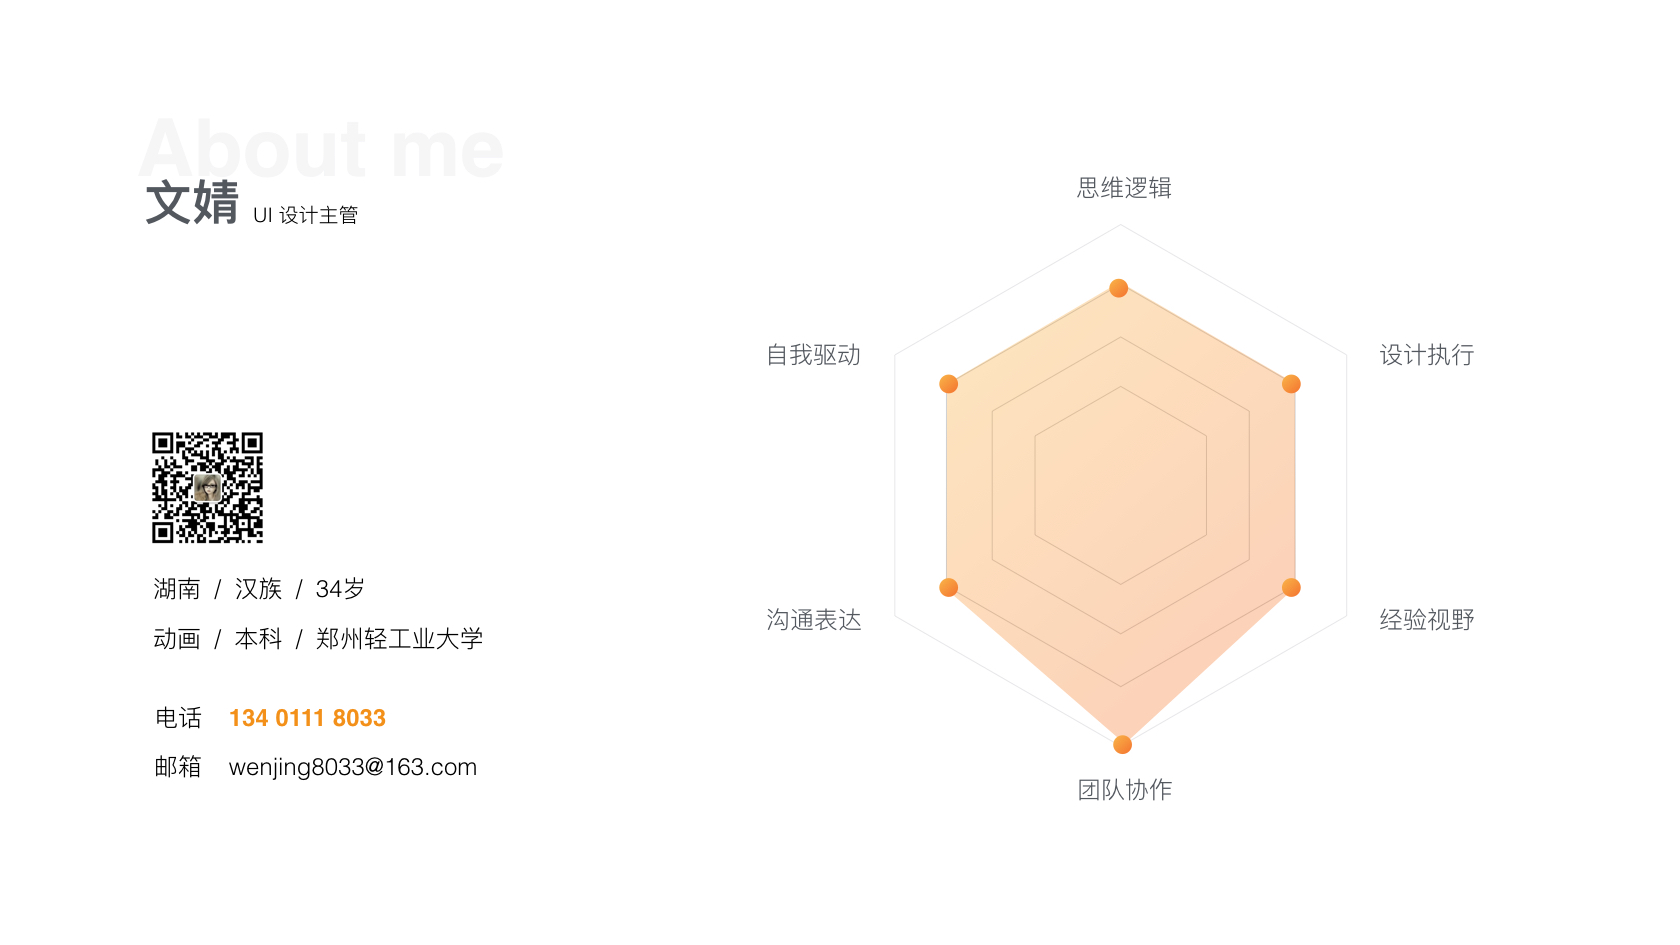 About me
文婧 UI 设计主管
湖南 / 汉族 / 34岁
动画 / 本科 / 郑州轻工业大学
电话 134 0111 8033
邮箱 wenjing8033@163.com
思维逻辑
自我驱动
设计执行
沟通表达
经验视野
团队协作